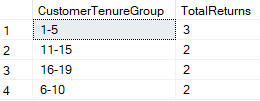 CustomerTenureGroup TotalReturns
1 1-5 3
2 11-15 2
3 16-19 2
4 6-10 2